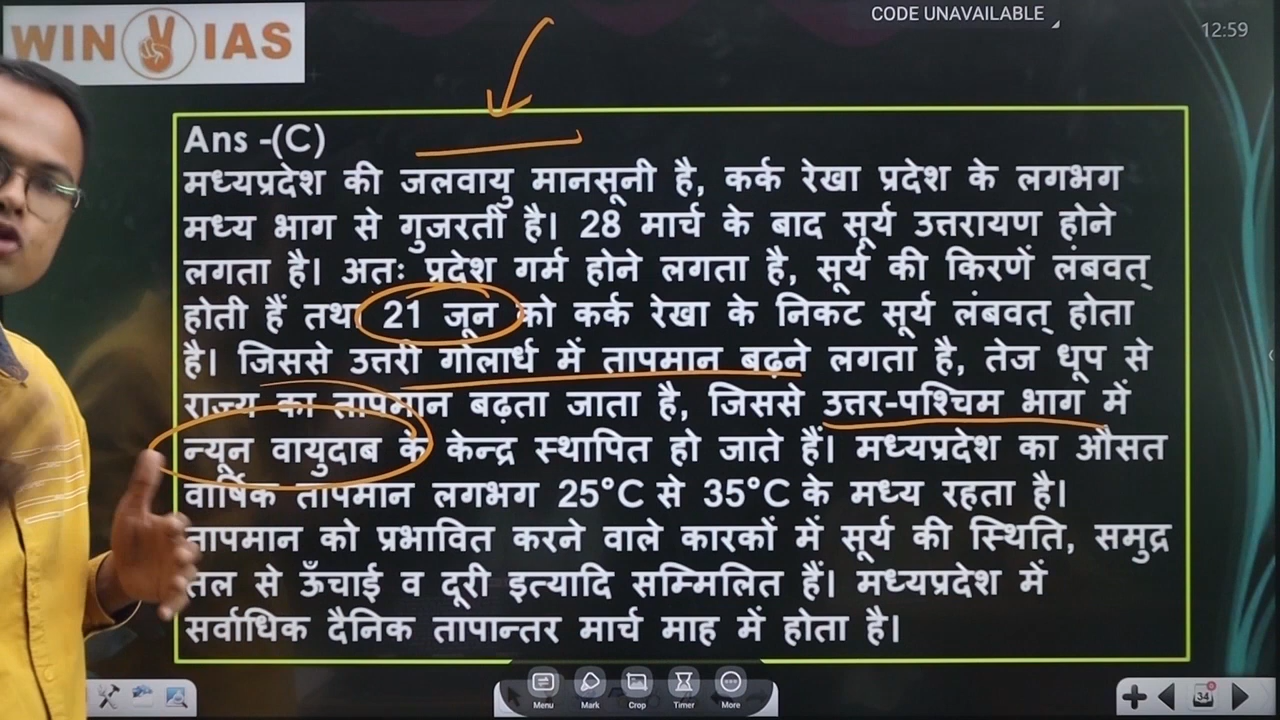 WIN IAS
CODE UNAVAILABLE
12:59
Ans -(C)
मध्यप्रदेश की जलवायु मानसूनी है, कर्क रेखा प्रदेश के लगभग
मध्य भाग से गुजरती है। 28 मार्च के बाद सूर्य उत्तरायण होने
लगता है। अतः प्रदेश गर्म होने लगता है, सूर्य की किरणें लंबवत्
होती हैं तथा 21 जून को कर्क रेखा के निकट सूर्य लंबवत् होता
है। जिससे उत्तरी गोलार्ध में तापमान बढ़ने लगता है, तेज धूप से
राज्य का तापमान बढ़ता जाता है, जिससे उत्तर-पश्चिम भाग में
न्यून वायुदाब के केन्द्र स्थापित हो जाते हैं। मध्यप्रदेश का औसत
वार्षिक तापमान लगभग 25°C से 35°C के मध्य रहता है।
तापमान को प्रभावित करने वाले कारकों में सूर्य की स्थिति, समुद्र
तल से ऊँचाई व दूरी इत्यादि सम्मिलित हैं। मध्यप्रदेश में
सर्वाधिक दैनिक तापान्तर मार्च माह में होता है।
Menu Mark Crop Timer More
34